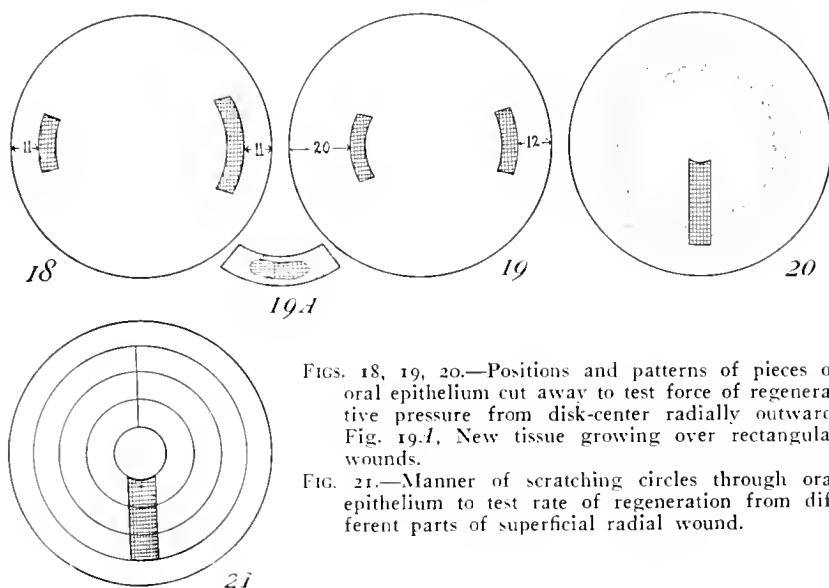 11
11
20
12
18
19A
19
20
FIGS. 18, 19, 20.—Positions and patterns of pieces o
oral epithelium cut away to test force of regenera
tive pressure from disk-center radially outward
Fig. 19A, New tissue growing over rectangula
wounds.
FIG. 21.—Manner of scratching circles through ora
epithelium to test rate of regeneration from dif
ferent parts of superficial radial wound.
21